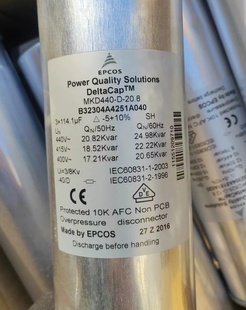 EPCOS
Power Quality Solutions
DeltaCap™
MKD440-D-20.8
B32304A4251A040
3×114.1µF -5+10% SH
Uₙ Qₙ/50Hz Qₙ/60Hz
440V~ 20.82Kvar 24.98Kvar
415V~ 18.52Kvar 22.22Kvar
400V~ 17.21Kvar 20.65Kvar
Ui=3/8Kv IEC60831-1-2003
-40/D IEC60831-2-1996
Protected 10K AFC Non PCB
Overpressure disconnector
Made by EPCOS 27 Z 2016
Discharge before handling